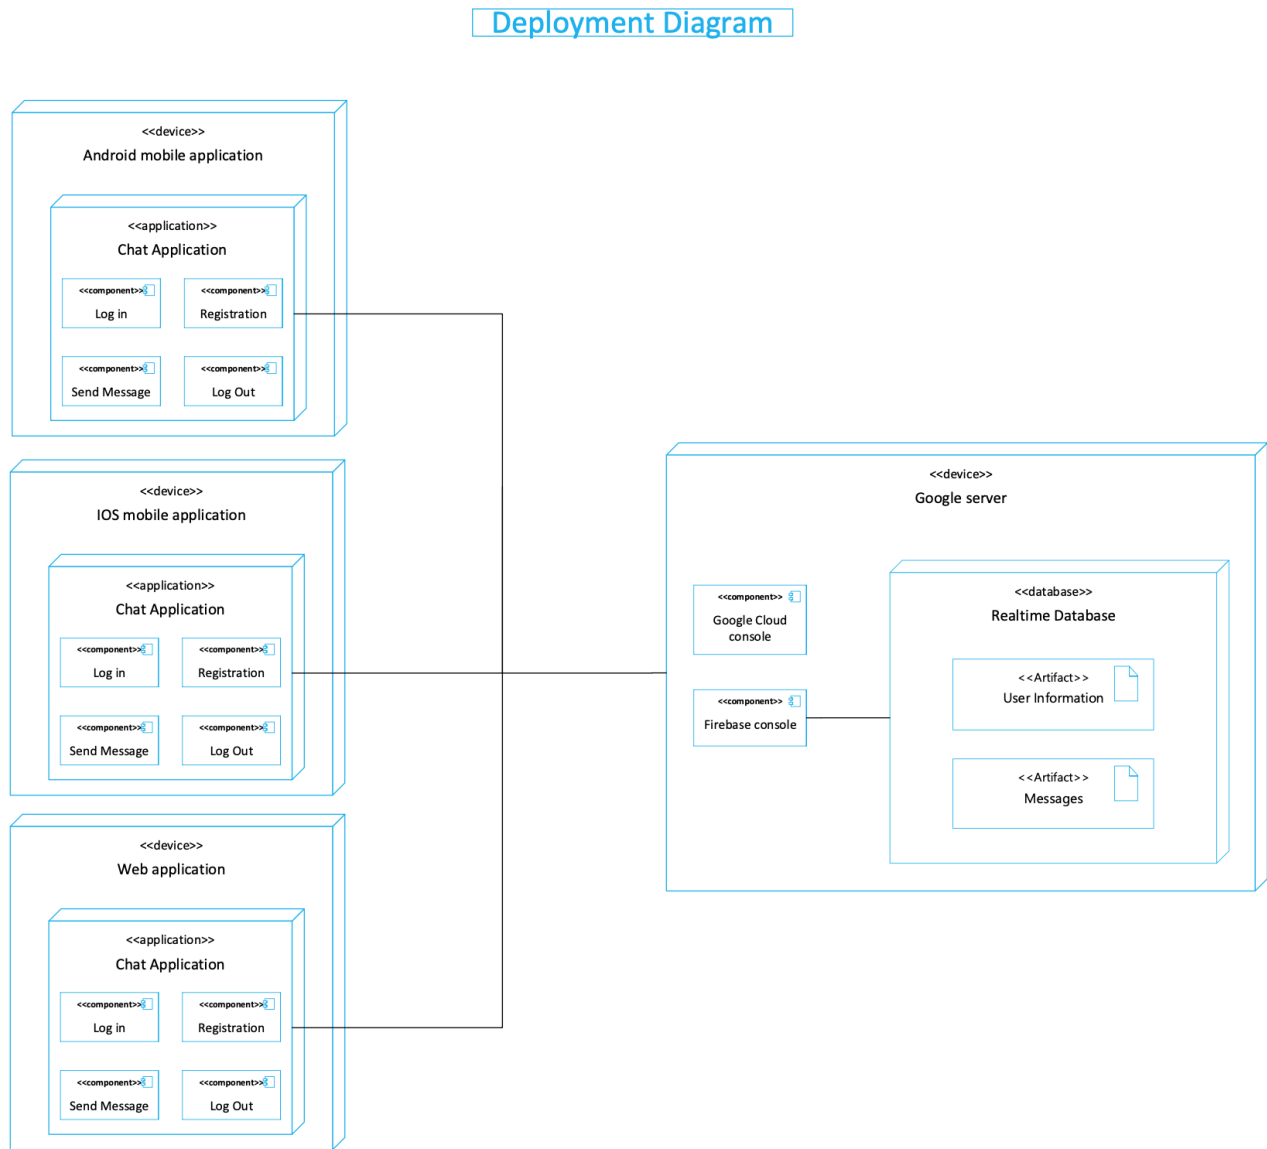 Deployment Diagram
<<device>>
Android mobile application
<<application>>
Chat Application
<<component>>
Log in
<<component>>
Registration
<<component>>
Send Message
<<component>>
Log Out
<<device>>
IOS mobile application
<<application>>
Chat Application
<<component>>
Log in
<<component>>
Registration
<<component>>
Send Message
<<component>>
Log Out
<<device>>
Web application
<<application>>
Chat Application
<<component>>
Log in
<<component>>
Registration
<<component>>
Send Message
<<component>>
Log Out
<<device>>
Google server
<<component>>
Google Cloud
console
<<component>>
Firebase console
<<database>>
Realtime Database
<<Artifact>>
User Information
<<Artifact>>
Messages